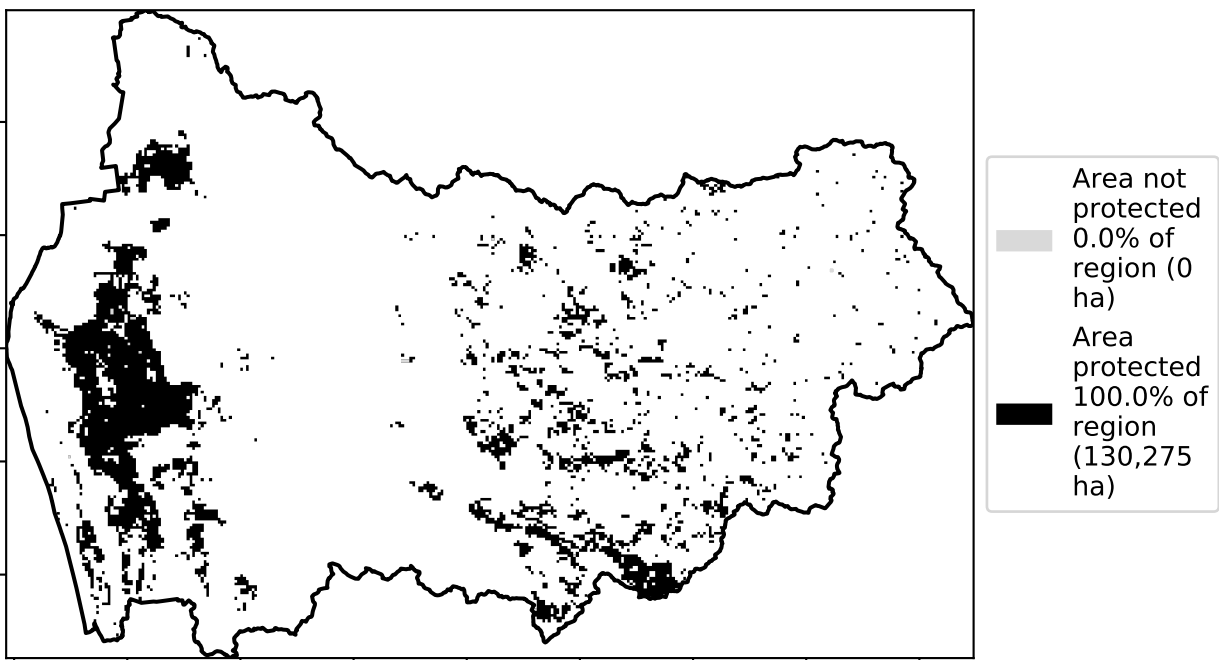 Area not
protected
0.0% of
region (0
ha)
Area
protected
100.0% of
region
(130,275
ha)